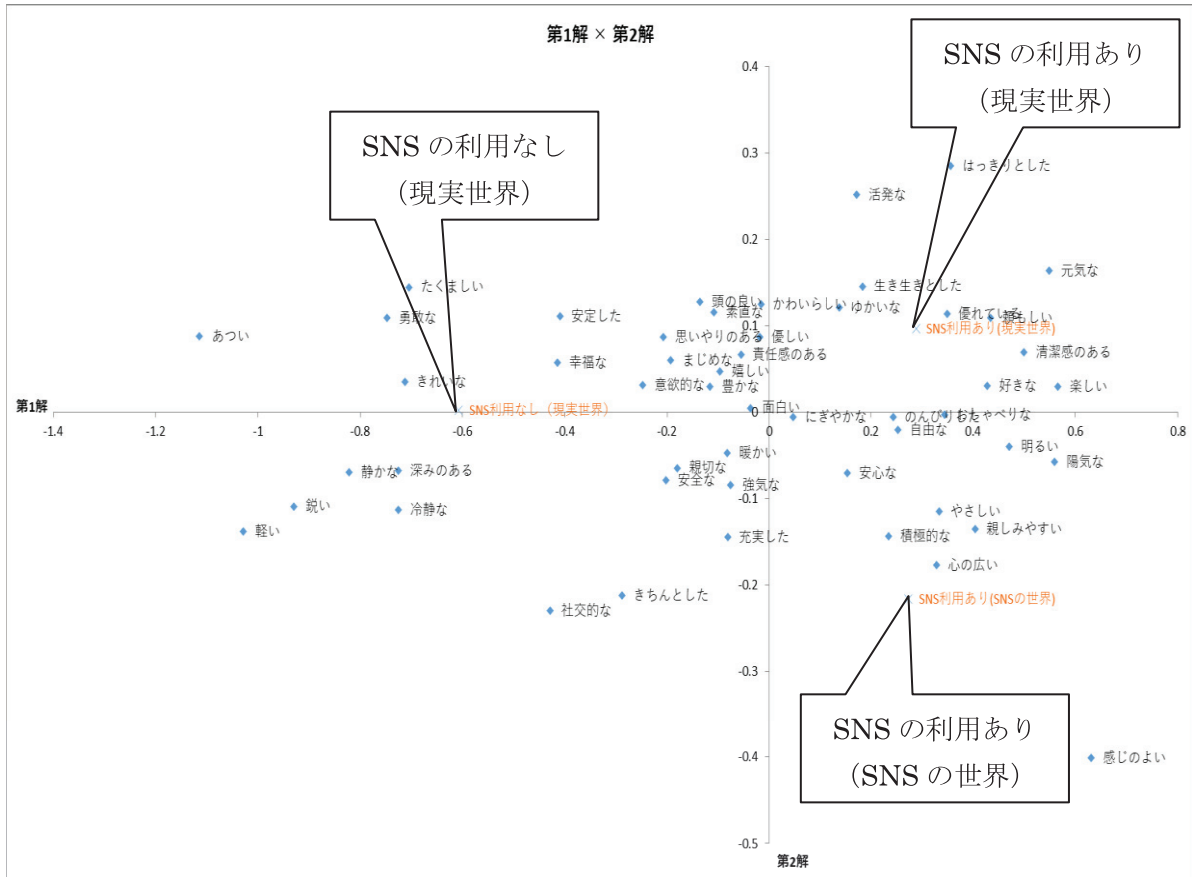 第1解 × 第2解
SNS の利用あり
（現実世界）
SNS の利用なし
（現実世界）
0.4
0.3
はっきりとした
活発な
0.2
元気な
たくましい
生き生きとした
頭の良い
かわいらしい
ゆかいな
勇敢な
安定した
素直な
優れている
頼もしい
0.1
SNS利用あり(現実世界)
あつい
思いやりのある
優しい
清潔感のある
幸福な
まじめな
責任感のある
嬉しい
きれいな
意欲的な
豊かな
好きな
楽しい
第1解
SNS利用なし（現実世界）
面白い
0
にぎやかな
のんびりした
おしゃべりな
-1.4
-1.2
-1
-0.8
-0.6
-0.4
-0.2
0
0.2
自由な
0.4
0.6
0.8
明るい
暖かい
陽気な
静かな
深みのある
親切な
安全な
強気な
安心な
-0.1
鋭い
冷静な
やさしい
軽い
充実した
積極的な
親しみやすい
心の広い
-0.2
きちんとした
SNS利用あり(SNSの世界)
社交的な
-0.3
SNS の利用あり
（SNS の世界）
-0.4
感じのよい
-0.5
第2解